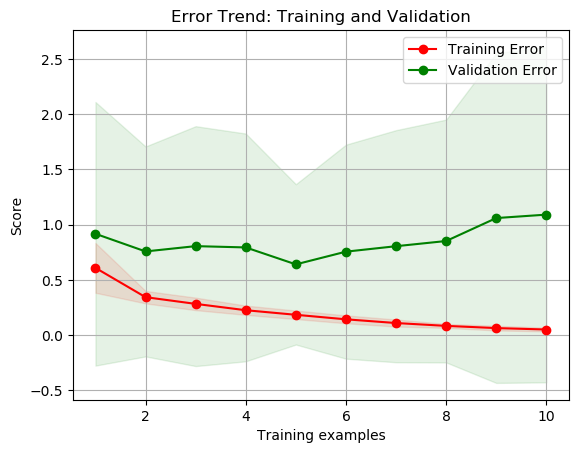 Error Trend: Training and Validation
Training Error
Validation Error
Score
2.5
2.0
1.5
1.0
0.5
0.0
−0.5
2 4 6 8 10
Training examples